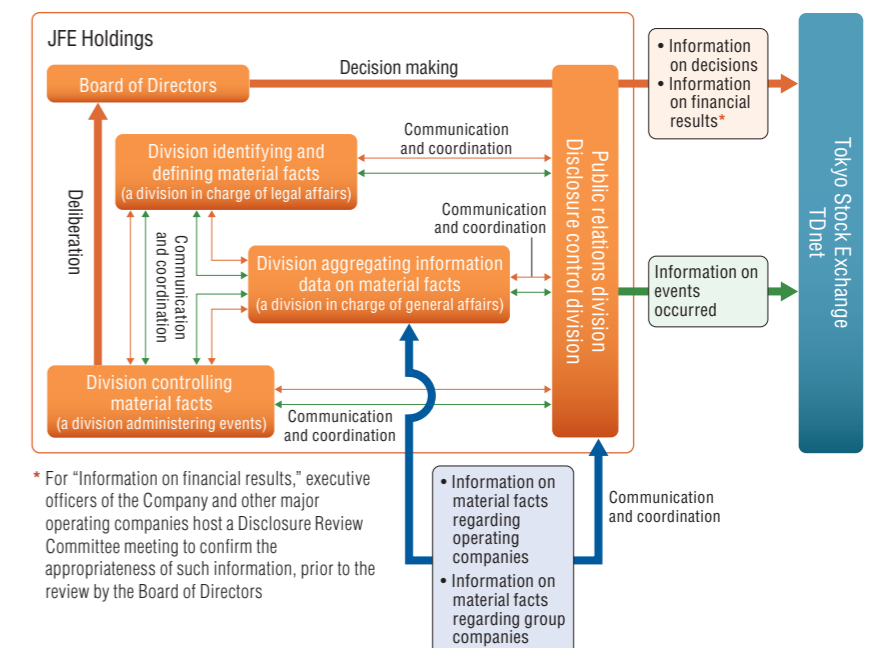 JFE Holdings
Board of Directors
Decision making
• Information
on decisions
• Information
on financial
results*
Tokyo Stock Exchange
TDnet
Public relations division
Disclosure control division
Communication
and coordination
Division identifying and
defining material facts
(a division in charge of legal affairs)
Deliberation
Communication
and coordination
Communication
and coordination
Division aggregating information
data on material facts
(a division in charge of general affairs)
Information on
events
occurred
Division controlling
material facts
(a division administering events)
Communication
and coordination
* For “Information on financial results,” executive
officers of the Company and other major
operating companies host a Disclosure Review
Committee meeting to confirm the
appropriateness of such information, prior to the
review by the Board of Directors
• Information on
material facts
regarding
operating
companies
• Information on
material facts
regarding group
companies
Communication
and coordination